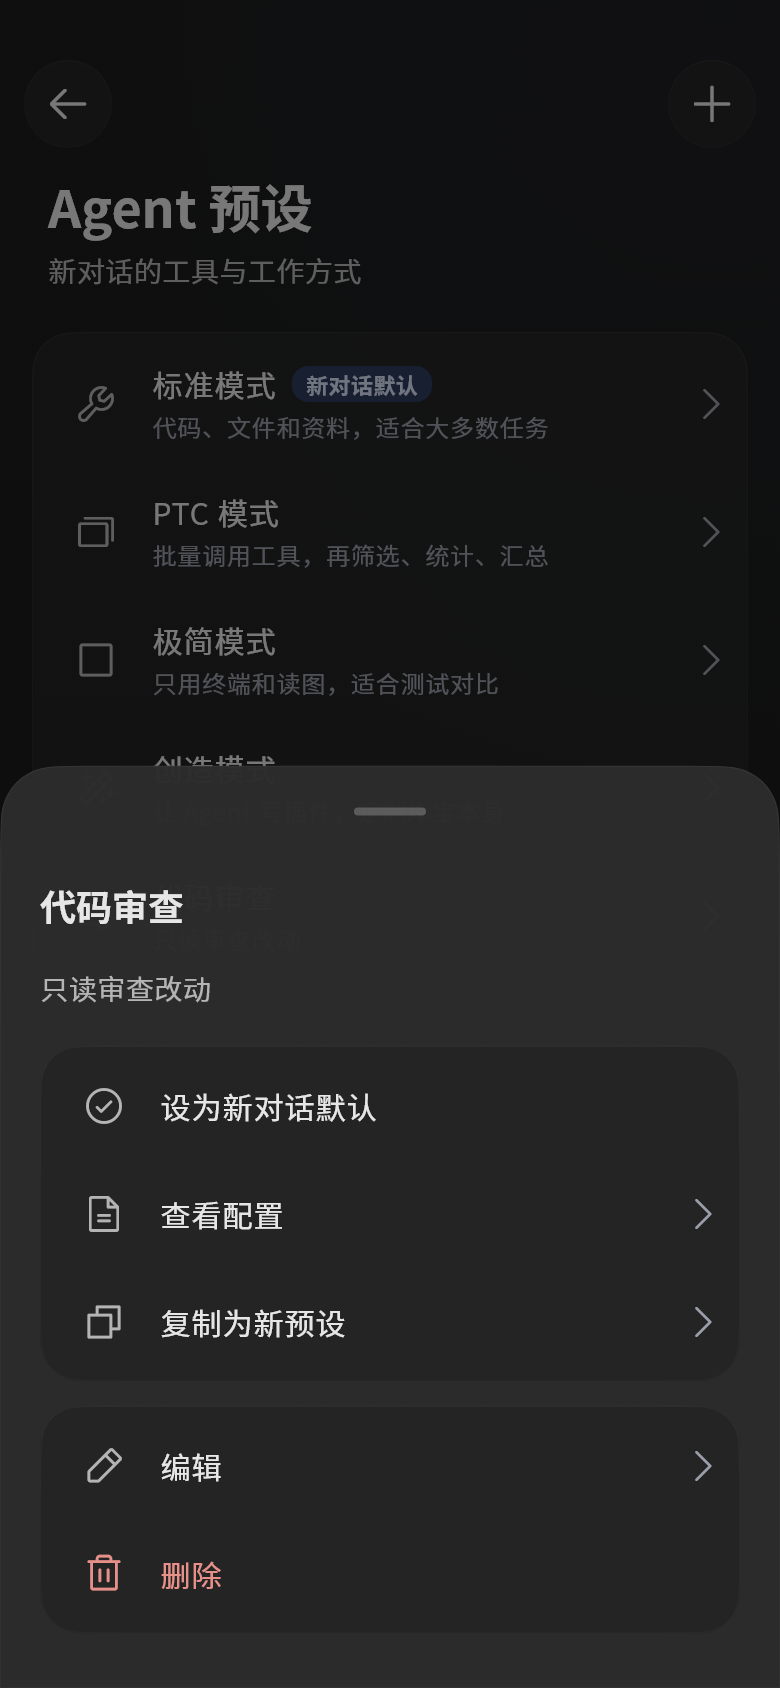 Agent 预设
新对话的工具与工作方式
标准模式 新对话默认
代码、文件和资料，适合大多数任务
PTC 模式
批量调用工具，再筛选、统计、汇总
极简模式
只用终端和读图，适合测试对比
创造模式
代码审查
只读审查改动
设为新对话默认
查看配置
复制为新预设
编辑
删除